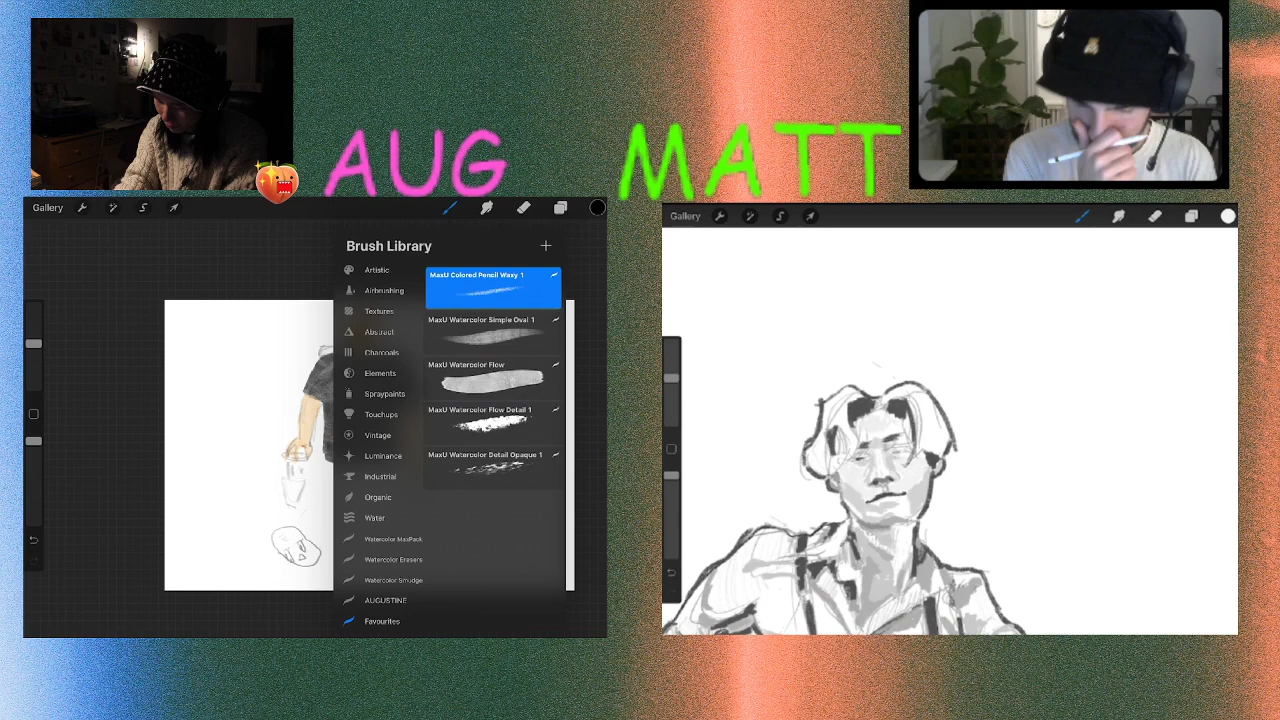 AUG
MATT
Gallery
Brush Library
Artistic
Airbrushing
Textures
Abstract
Charcoals
Elements
Spraypaints
Touchups
Vintage
Luminance
Industrial
Organic
Water
Watercolor MaxPack
Watercolor Erasers
Watercolor Smudge
AUGUSTINE
Favourites
MaxU Colored Pencil Waxy 1
MaxU Watercolor Simple Oval 1
MaxU Watercolor Flow
MaxU Watercolor Flow Detail 1
MaxU Watercolor Detail Opaque 1
Gallery